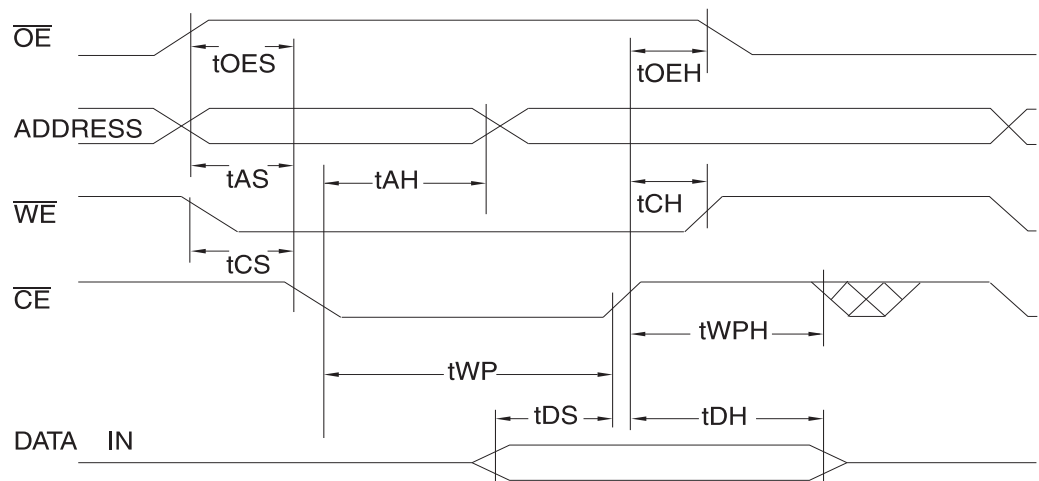 OE
tOES
tOEH
ADDRESS
tAS
tAH
tCH
WE
tCS
CE
tWPH
tWP
tDS
tDH
DATA IN